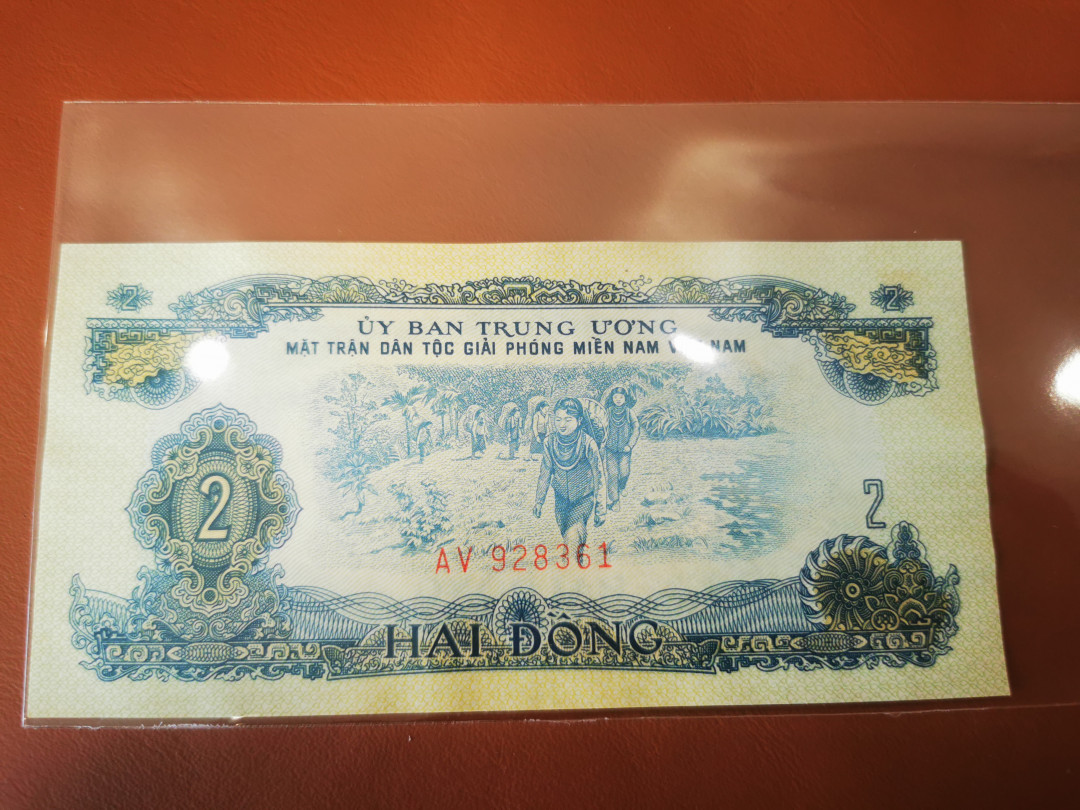 2 2
ỦY BAN TRUNG ƯƠNG
MẶT TRẬN DÂN TỘC GIẢI PHÓNG MIỀN NAM NAM
2
2
AV 928361
HAI ĐỒNG